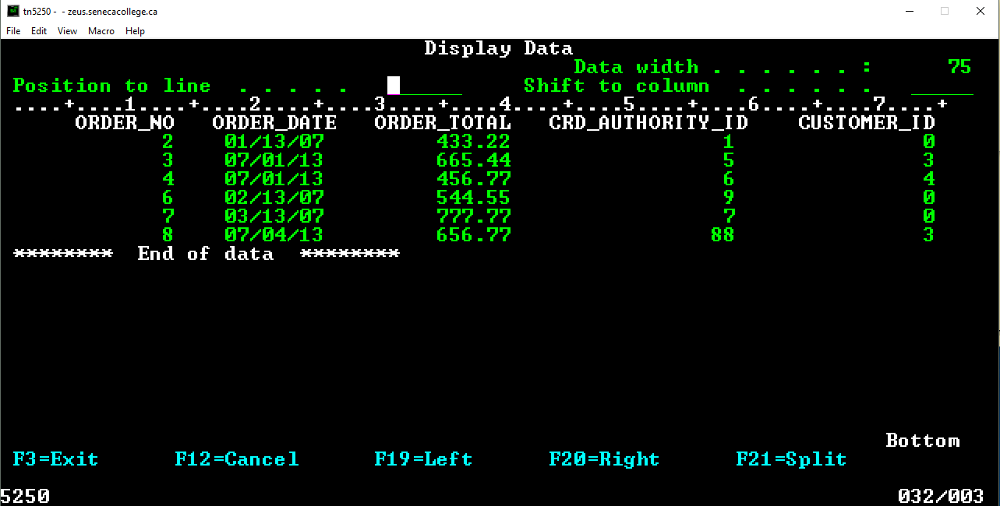 tn5250 - - zeus.senecacollege.ca
File Edit View Macro Help
Display Data
Data width . . . . . . : 75
Position to line . . . . . Shift to column . . . . . .
....+....1....+....2....+....3....+....4....+....5....+....6....+....7....+
ORDER_NO ORDER_DATE ORDER_TOTAL CRD_AUTHORITY_ID CUSTOMER_ID
2 01/13/07 433.22 1 0
3 07/01/13 665.44 5 3
4 07/01/13 456.77 6 4
6 02/13/07 544.55 9 0
7 03/13/07 777.77 7 0
8 07/04/13 656.77 88 3
******** End of data ********
Bottom
F3=Exit F12=Cancel F19=Left F20=Right F21=Split
5250 032/003